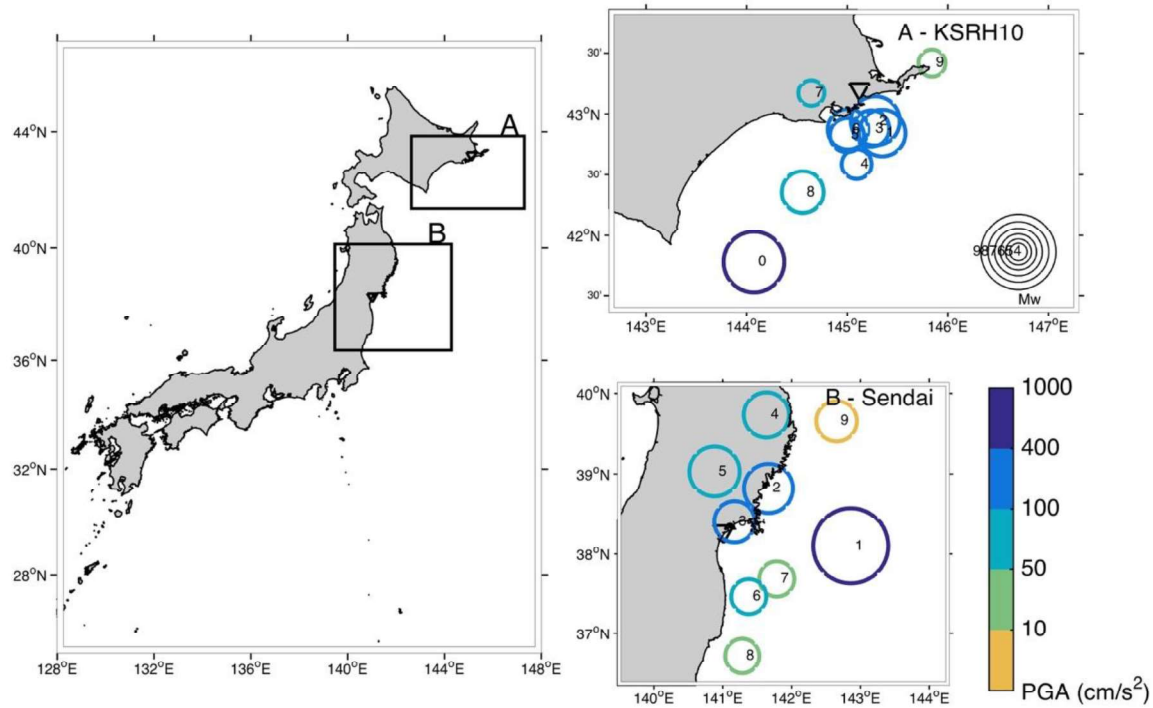 44°N
40°N
36°N
32°N
28°N
128°E
132°E
136°E
140°E
144°E
148°E
A
B
A - KSRH10
30'
43°N
30'
42°N
30'
143°E
144°E
145°E
146°E
147°E
9
7
2
3
1
5
4
8
0
987654
Mw
B - Sendai
40°N
39°N
38°N
37°N
140°E
141°E
142°E
143°E
144°E
4
9
5
2
3
1
7
6
8
1000
400
100
50
10
PGA (cm/s²)